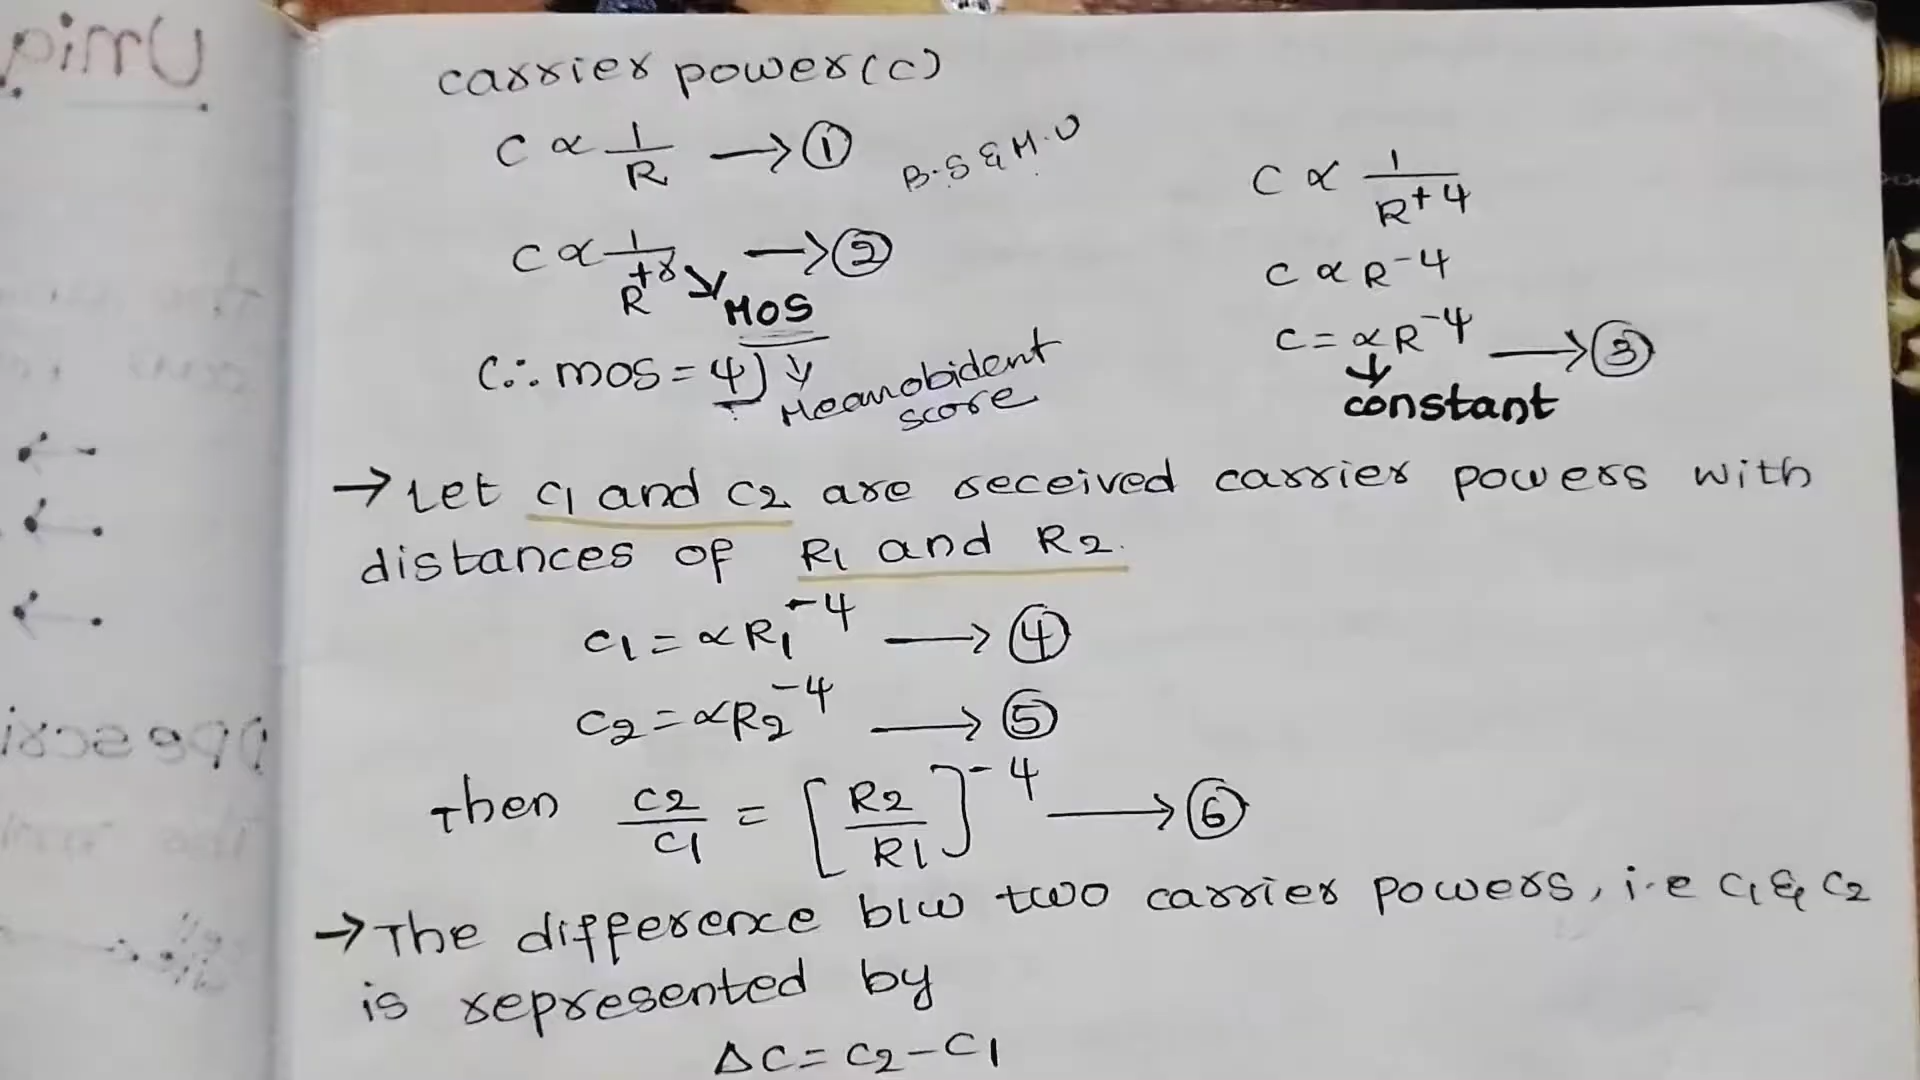 carrier power(c)
C ∝ 1/R → ①
B.S & M.U
C ∝ 1/R^+γ → ②
MOS
(∴ mos = 4)
Meanobident
score
C ∝ 1/R^+4
C ∝ R^-4
C = ∝R^-4 → ③
constant
→ Let C1 and C2 are received carrier powers with
distances of R1 and R2.
C1 = ∝R1^-4 → ④
C2 = ∝R2^-4 → ⑤
Then C2/C1 = [R2/R1]^-4 → ⑥
→ The difference b/w two carrier powers, i.e C1 & C2
is represented by
ΔC = C2 - C1